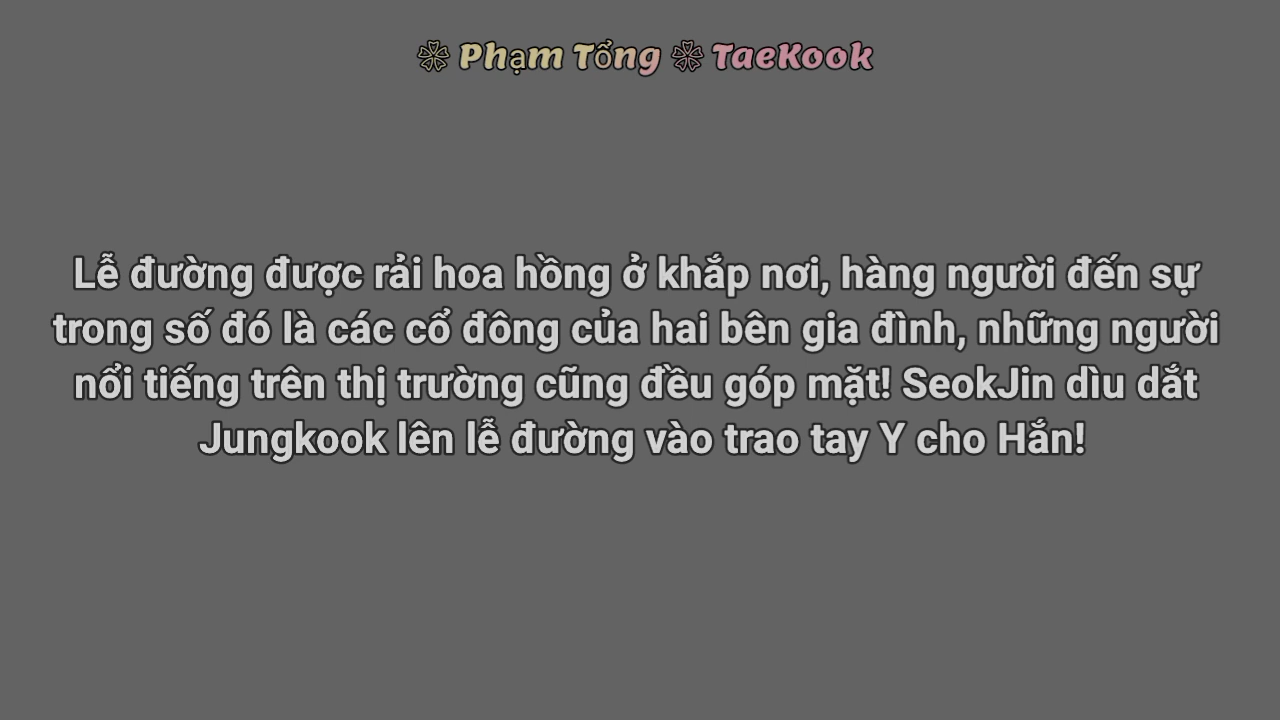 ❊ Phạm Tổng ❊ TaeKook
Lễ đường được rải hoa hồng ở khắp nơi, hàng người đến sự
trong số đó là các cổ đông của hai bên gia đình, những người
nổi tiếng trên thị trường cũng đều góp mặt! SeokJin dìu dắt
Jungkook lên lễ đường vào trao tay Y cho Hắn!